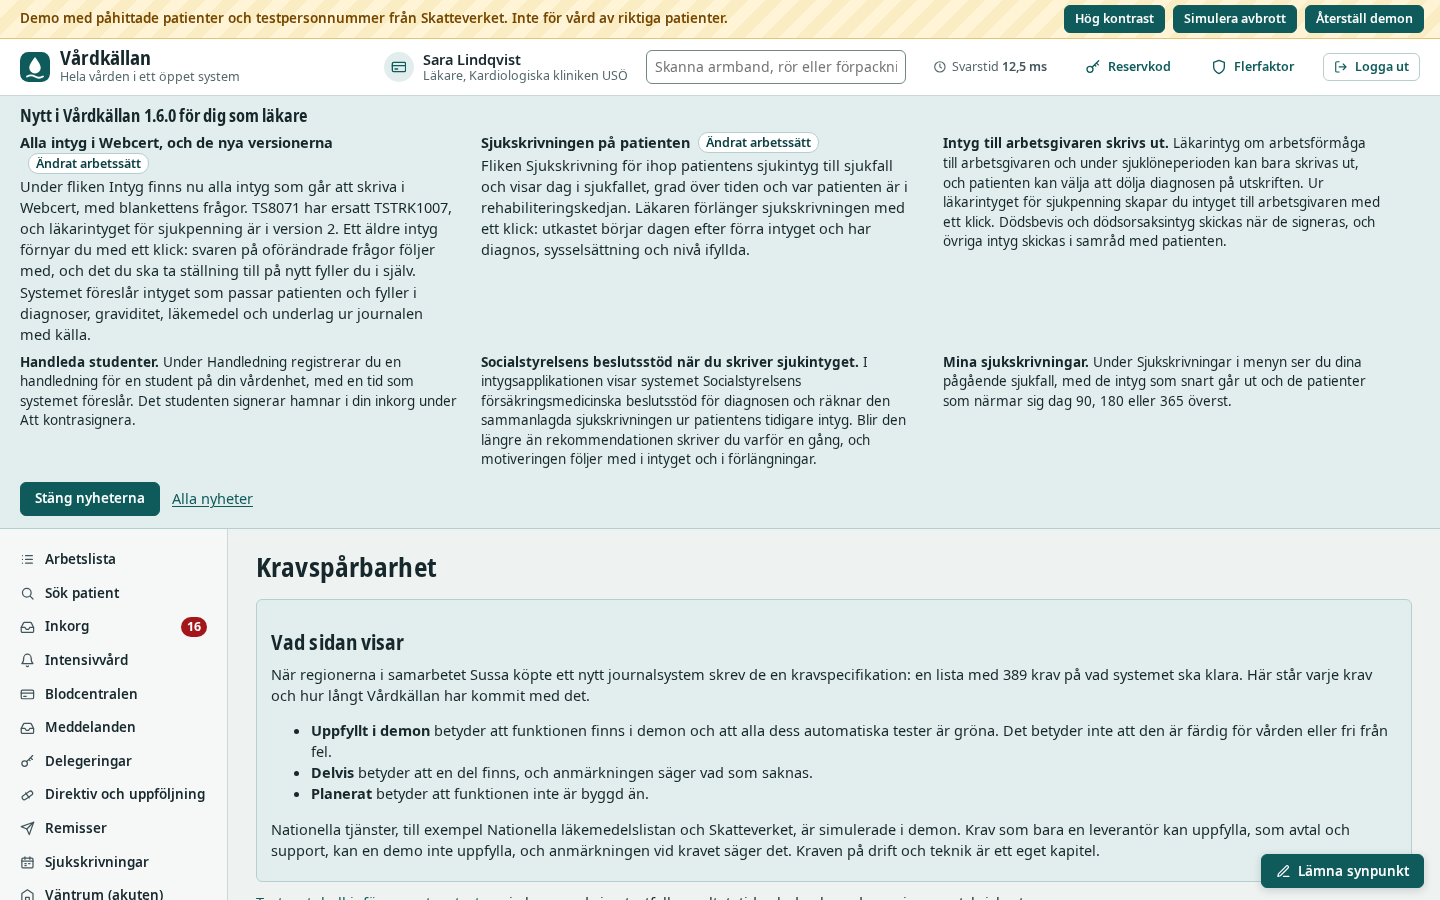 Demo med påhittade patienter och testpersonnummer från Skatteverket. Inte för vård av riktiga patienter.
Hög kontrast
Simulera avbrott
Återställ demon
Vårdkällan
Hela vården i ett öppet system
Sara Lindqvist
Läkare, Kardiologiska kliniken USÖ
Skanna armband, rör eller förpackni
Svarstid 12,5 ms
Reservkod
Flerfaktor
Logga ut
Nytt i Vårdkällan 1.6.0 för dig som läkare
Alla intyg i Webcert, och de nya versionerna
Ändrat arbetssätt
Under fliken Intyg finns nu alla intyg som går att skriva i
Webcert, med blankettens frågor. TS8071 har ersatt TSTRK1007,
och läkarintyget för sjukpenning är i version 2. Ett äldre intyg
förnyar du med ett klick: svaren på oförändrade frågor följer
med, och det du ska ta ställning till på nytt fyller du i själv.
Systemet föreslår intyget som passar patienten och fyller i
diagnoser, graviditet, läkemedel och underlag ur journalen
med källa.
Sjukskrivningen på patienten Ändrat arbetssätt
Fliken Sjukskrivning för ihop patientens sjukintyg till sjukfall
och visar dag i sjukfallet, grad över tiden och var patienten är i
rehabiliteringskedjan. Läkaren förlänger sjukskrivningen med
ett klick: utkastet börjar dagen efter förra intyget och har
diagnos, sysselsättning och nivå ifyllda.
Intyg till arbetsgivaren skrivs ut. Läkarintyg om arbetsförmåga
till arbetsgivaren och under sjuklöneperioden kan bara skrivas ut,
och patienten kan välja att dölja diagnosen på utskriften. Ur
läkarintyget för sjukpenning skapar du intyget till arbetsgivaren med
ett klick. Dödsbevis och dödsorsaksintyg skickas när de signeras, och
övriga intyg skickas i samråd med patienten.
Handleda studenter. Under Handledning registrerar du en
handledning för en student på din vårdenhet, med en tid som
systemet föreslår. Det studenten signerar hamnar i din inkorg under
Att kontrasignera.
Socialstyrelsens beslutsstöd när du skriver sjukintyget. I
intygsapplikationen visar systemet Socialstyrelsens
försäkringsmedicinska beslutsstöd för diagnosen och räknar den
sammanlagda sjukskrivningen ur patientens tidigare intyg. Blir den
längre än rekommendationen skriver du varför en gång, och
motiveringen följer med i intyget och i förlängningar.
Mina sjukskrivningar. Under Sjukskrivningar i menyn ser du dina
pågående sjukfall, med de intyg som snart går ut och de patienter
som närmar sig dag 90, 180 eller 365 överst.
Stäng nyheterna
Alla nyheter
Arbetslista
Sök patient
Inkorg 16
Intensivvård
Blodcentralen
Meddelanden
Delegeringar
Direktiv och uppföljning
Remisser
Sjukskrivningar
Väntrum (akuten)
Kravspårbarhet
Vad sidan visar
När regionerna i samarbetet Sussa köpte ett nytt journalsystem skrev de en kravspecifikation: en lista med 389 krav på vad systemet ska klara. Här står varje krav
och hur långt Vårdkällan har kommit med det.
• Uppfyllt i demon betyder att funktionen finns i demon och att alla dess automatiska tester är gröna. Det betyder inte att den är färdig för vården eller fri från
fel.
• Delvis betyder att en del finns, och anmärkningen säger vad som saknas.
• Planerat betyder att funktionen inte är byggd än.
Nationella tjänster, till exempel Nationella läkemedelslistan och Skatteverket, är simulerade i demon. Krav som bara en leverantör kan uppfylla, som avtal och
support, kan en demo inte uppfylla, och anmärkningen vid kravet säger det. Kraven på drift och teknik är ett eget kapitel.
Lämna synpunkt